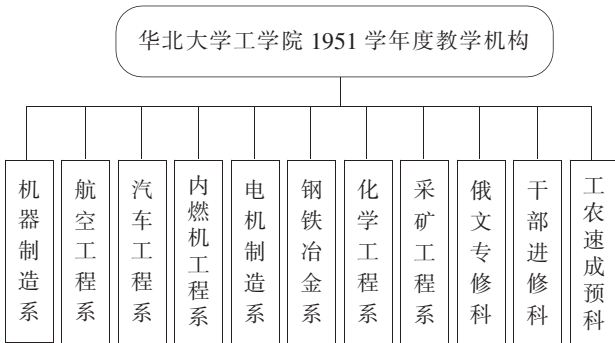 华北大学工学院 1951 学年度教学机构
机器制造系
航空工程系
汽车工程系
内燃机工程系
电机制造系
钢铁冶金系
化学工程系
采矿工程系
俄文专修科
干部进修科
工农速成预科